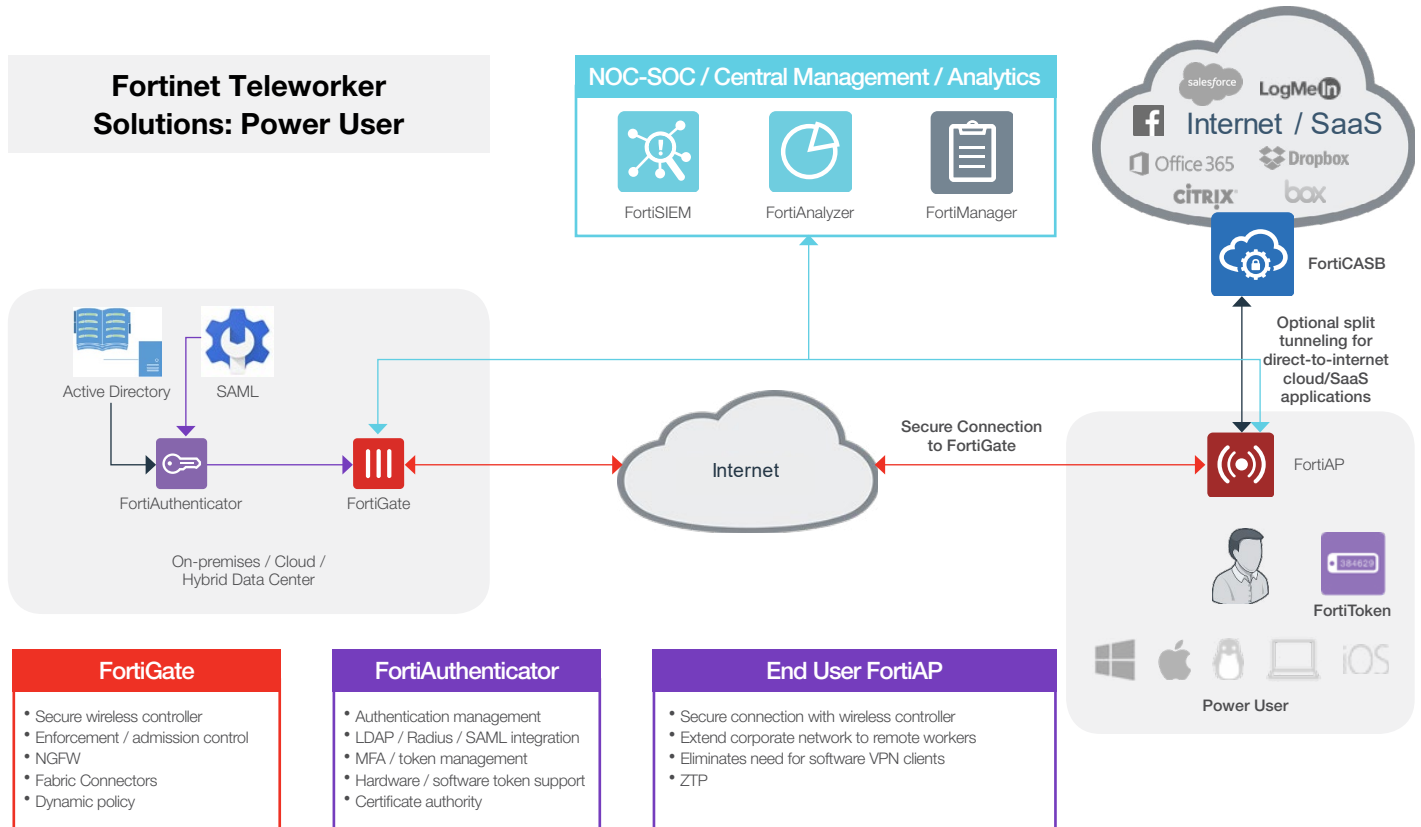 Fortinet Teleworker
Solutions: Power User
NOC-SOC / Central Management / Analytics
FortiSIEM
FortiAnalyzer
FortiManager
salesforce
LogMeIn
Internet / SaaS
Office 365
Dropbox
CİTRIX
box
FortiCASB
Optional split
tunneling for
direct-to-internet
cloud/SaaS
applications
Active Directory
SAML
FortiAuthenticator
FortiGate
On-premises / Cloud /
Hybrid Data Center
Internet
Secure Connection
to FortiGate
FortiAP
384629
FortiToken
iOS
Power User
FortiGate
• Secure wireless controller
• Enforcement / admission control
• NGFW
• Fabric Connectors
• Dynamic policy
FortiAuthenticator
• Authentication management
• LDAP / Radius / SAML integration
• MFA / token management
• Hardware / software token support
• Certificate authority
End User FortiAP
• Secure connection with wireless controller
• Extend corporate network to remote workers
• Eliminates need for software VPN clients
• ZTP